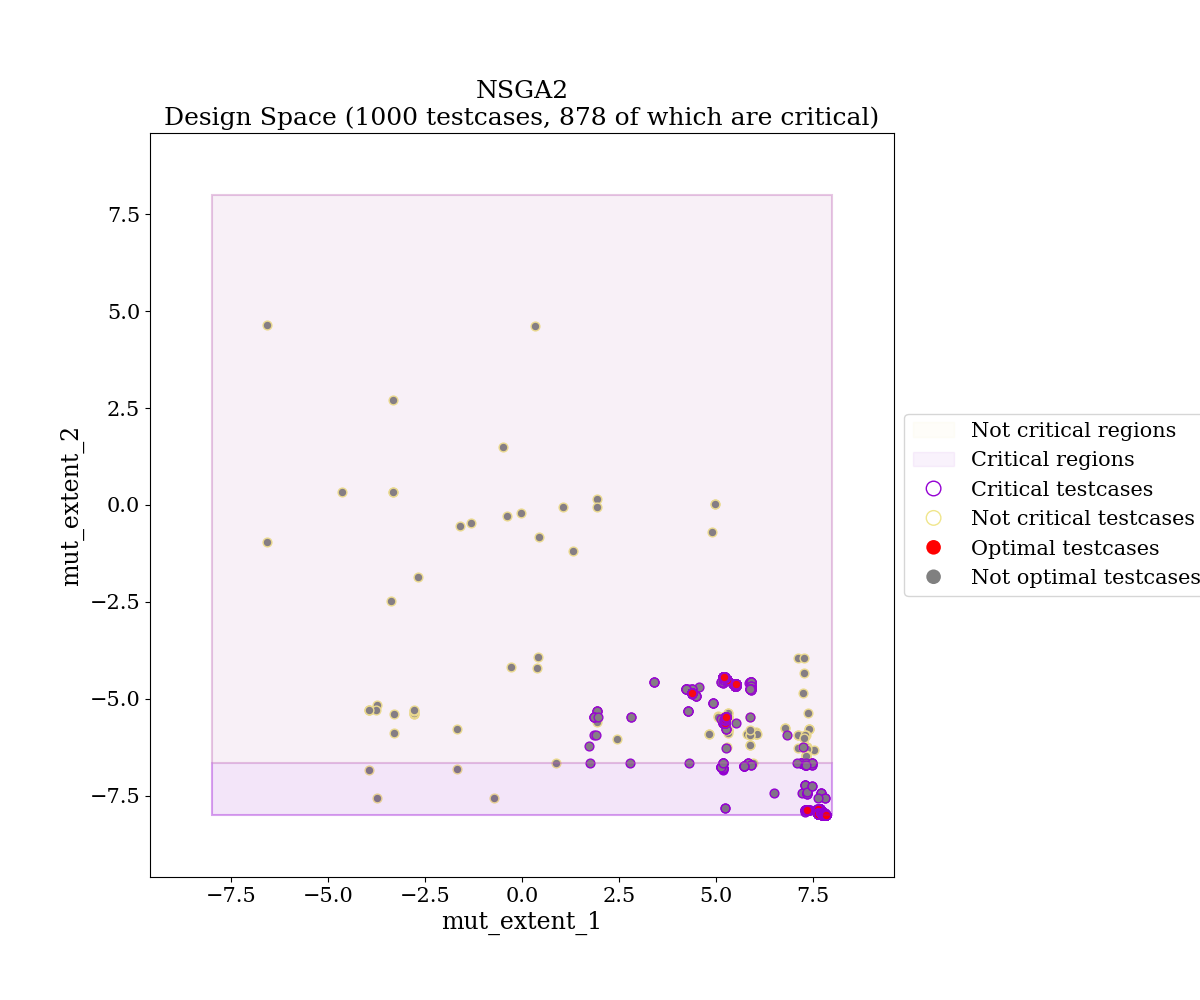 NSGA2
Design Space (1000 testcases, 878 of which are critical)
7.5
5.0
2.5
0.0
−2.5
−5.0
−7.5
mut_extent_2
−7.5
−5.0
−2.5
0.0
2.5
5.0
7.5
mut_extent_1
Not critical regions
Critical regions
Critical testcases
Not critical testcases
Optimal testcases
Not optimal testcases